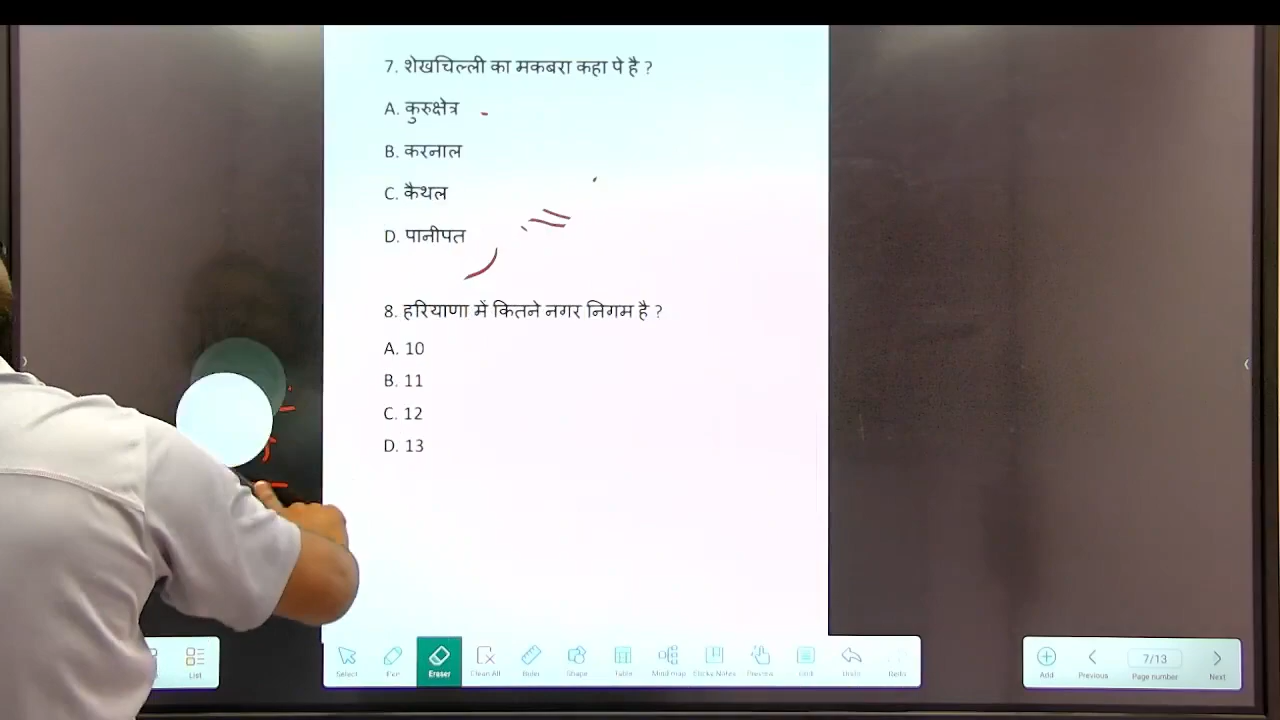 7. शेखचिल्ली का मकबरा कहा पे है ?
A. कुरुक्षेत्र
B. करनाल
C. कैथल
D. पानीपत
8. हरियाणा में कितने नगर निगम है ?
A. 10
B. 11
C. 12
D. 13
List
Select
Pen
Eraser
Clean All
Ruler
Shape
Table
Mind map
Sticky Notes
Preview
Grid
Undo
Redo
Add
Previous
7/13
Page number
Next